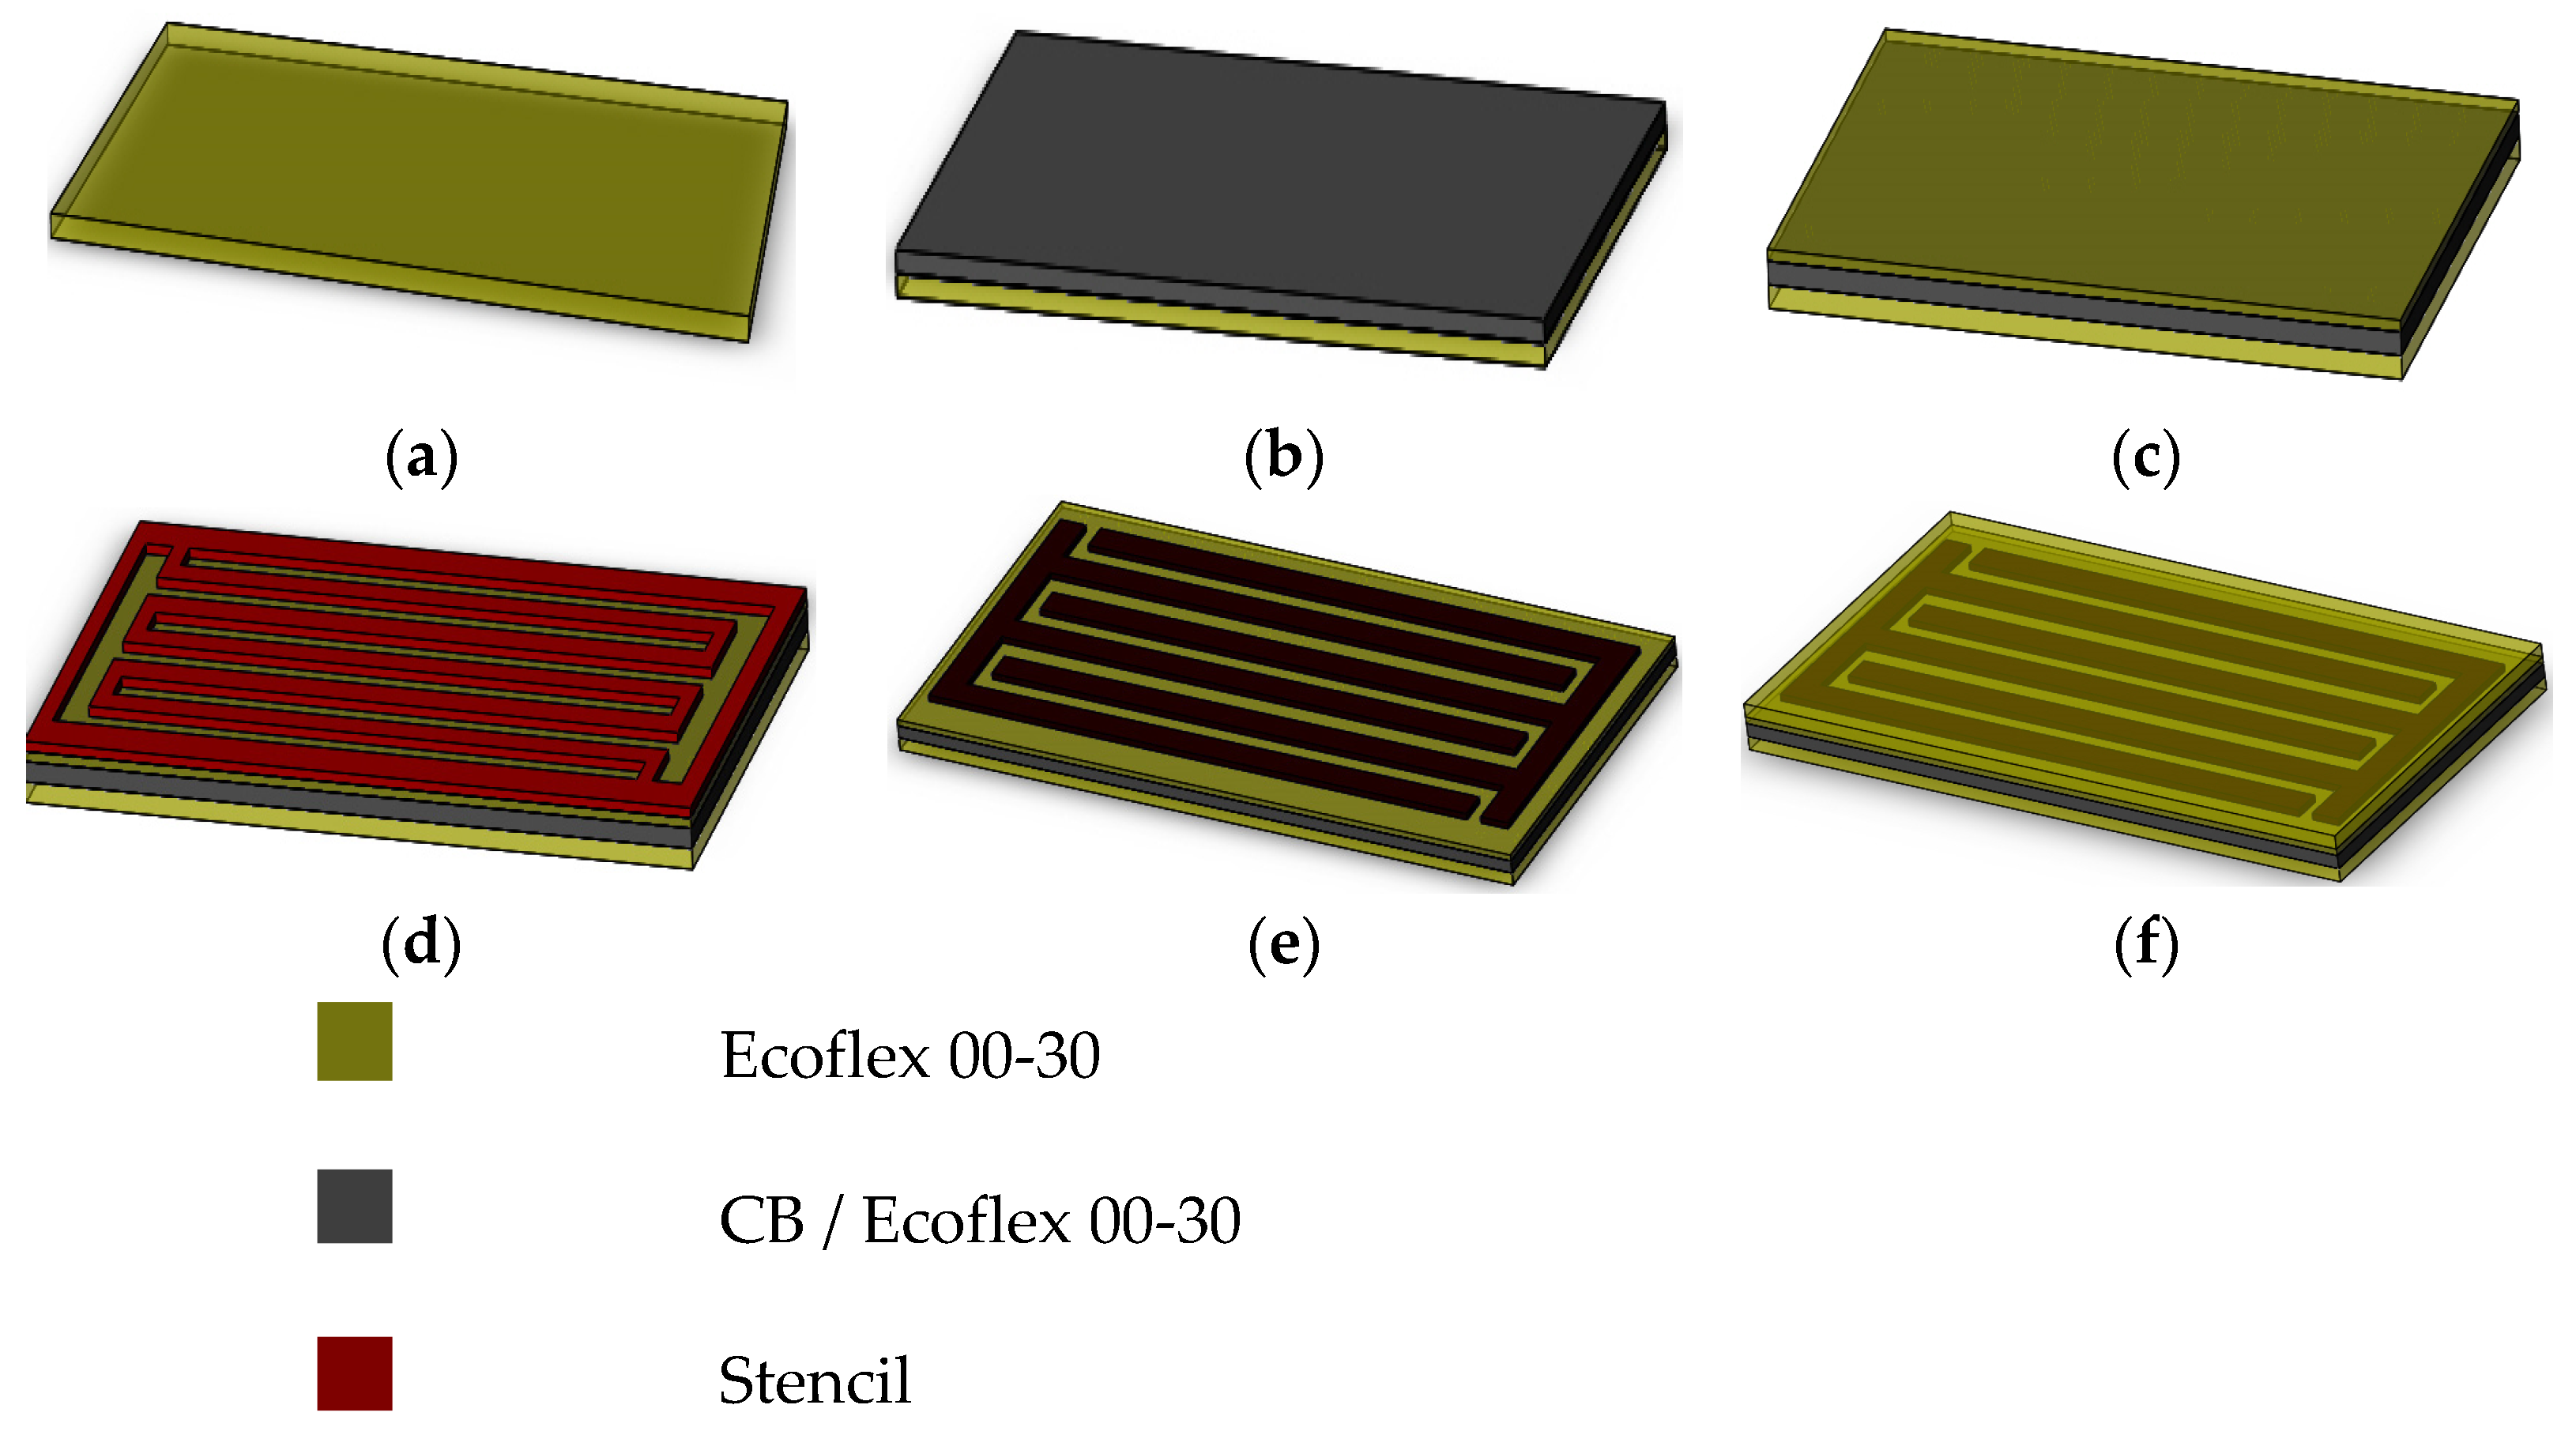 (a)
(b)
(c)
(d)
(e)
(f)
Ecoflex 00-30
CB / Ecoflex 00-30
Stencil